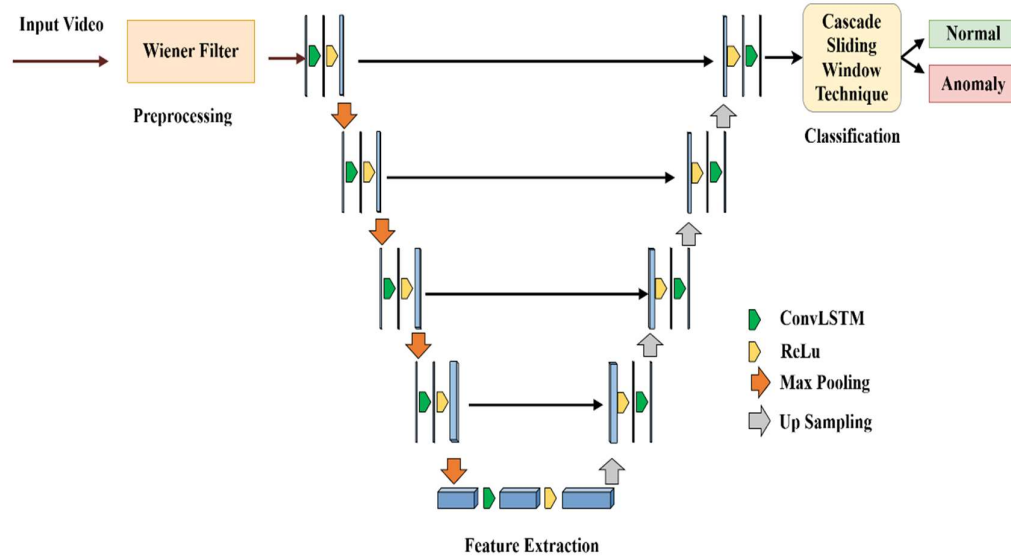 Input Video
Wiener Filter
Preprocessing
Cascade
Sliding
Window
Technique
Classification
Normal
Anomaly
ConvLSTM
ReLu
Max Pooling
Up Sampling
Feature Extraction